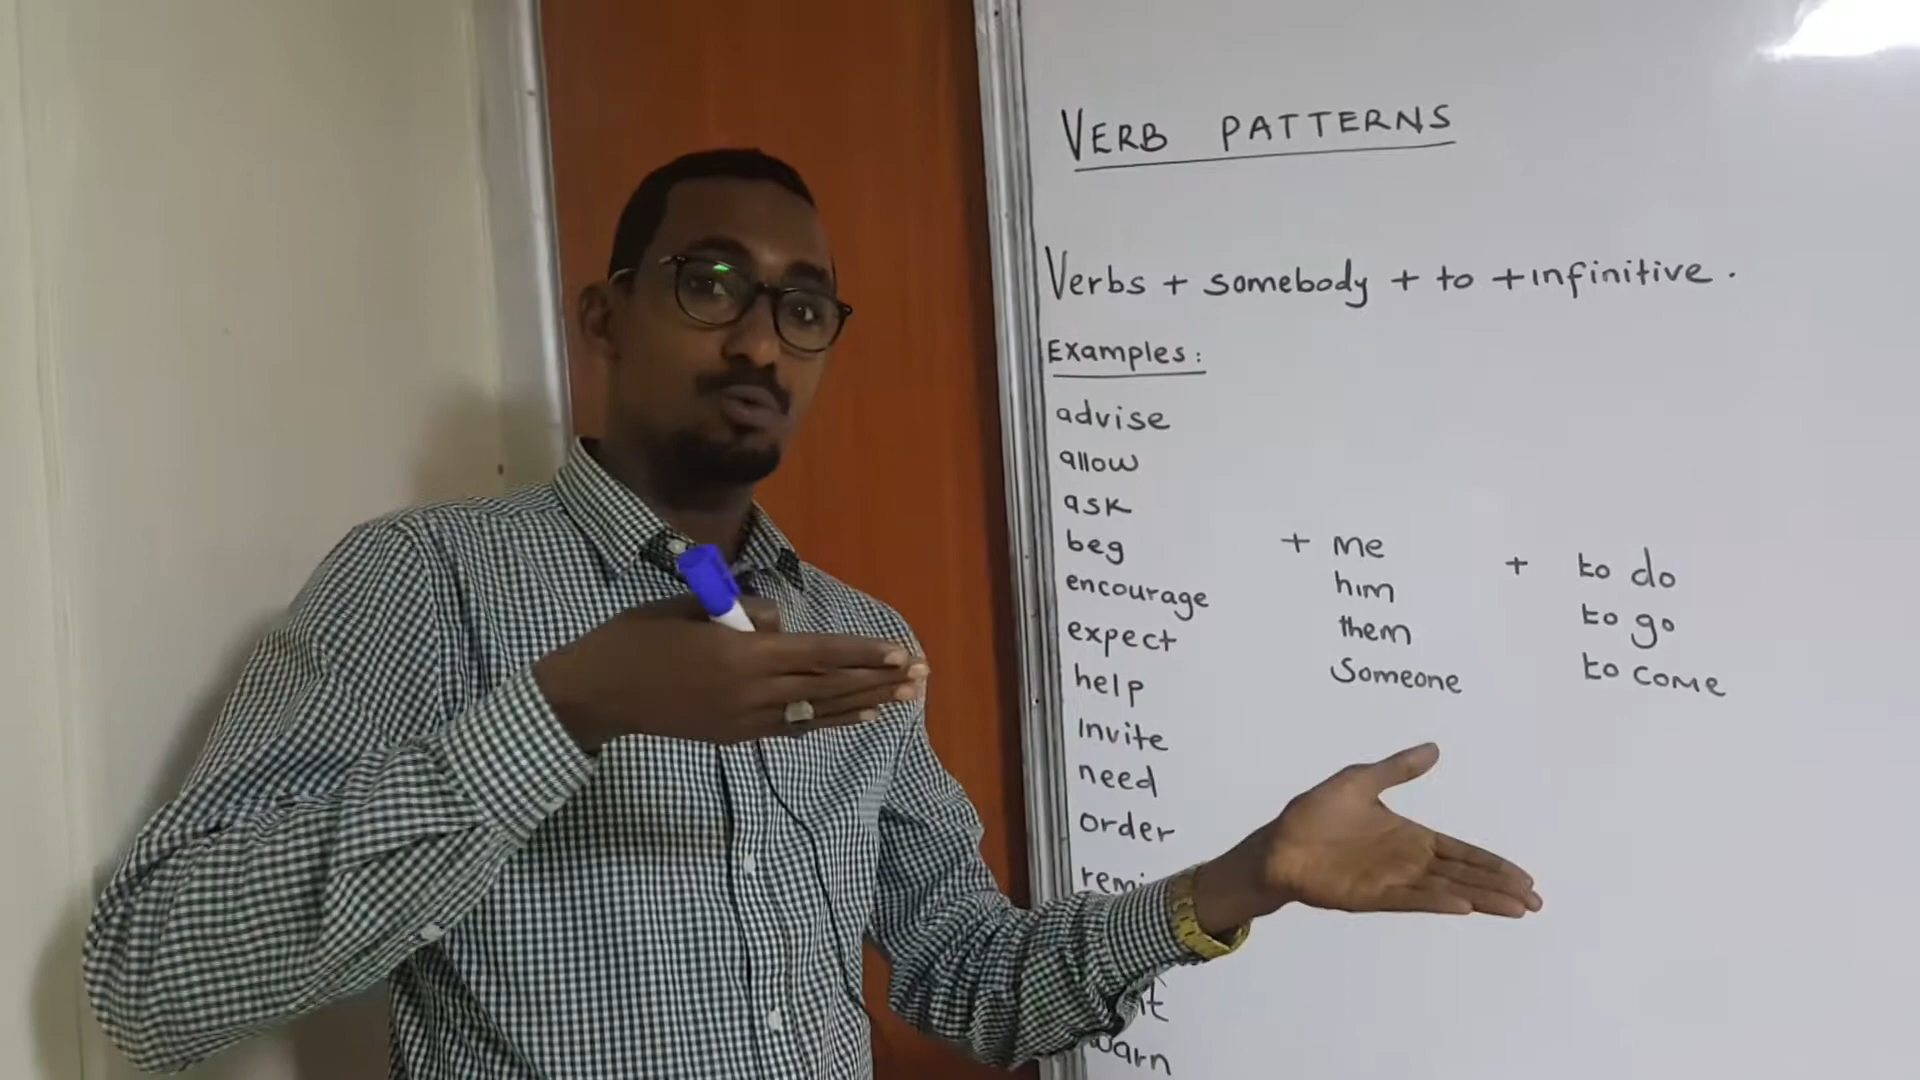 VERB PATTERNS
Verbs + somebody + to + infinitive.
Examples:
advise
allow
ask
beg
encourage
expect
help
Invite
need
order
+ me
him
them
Someone
+ to do
to go
to come